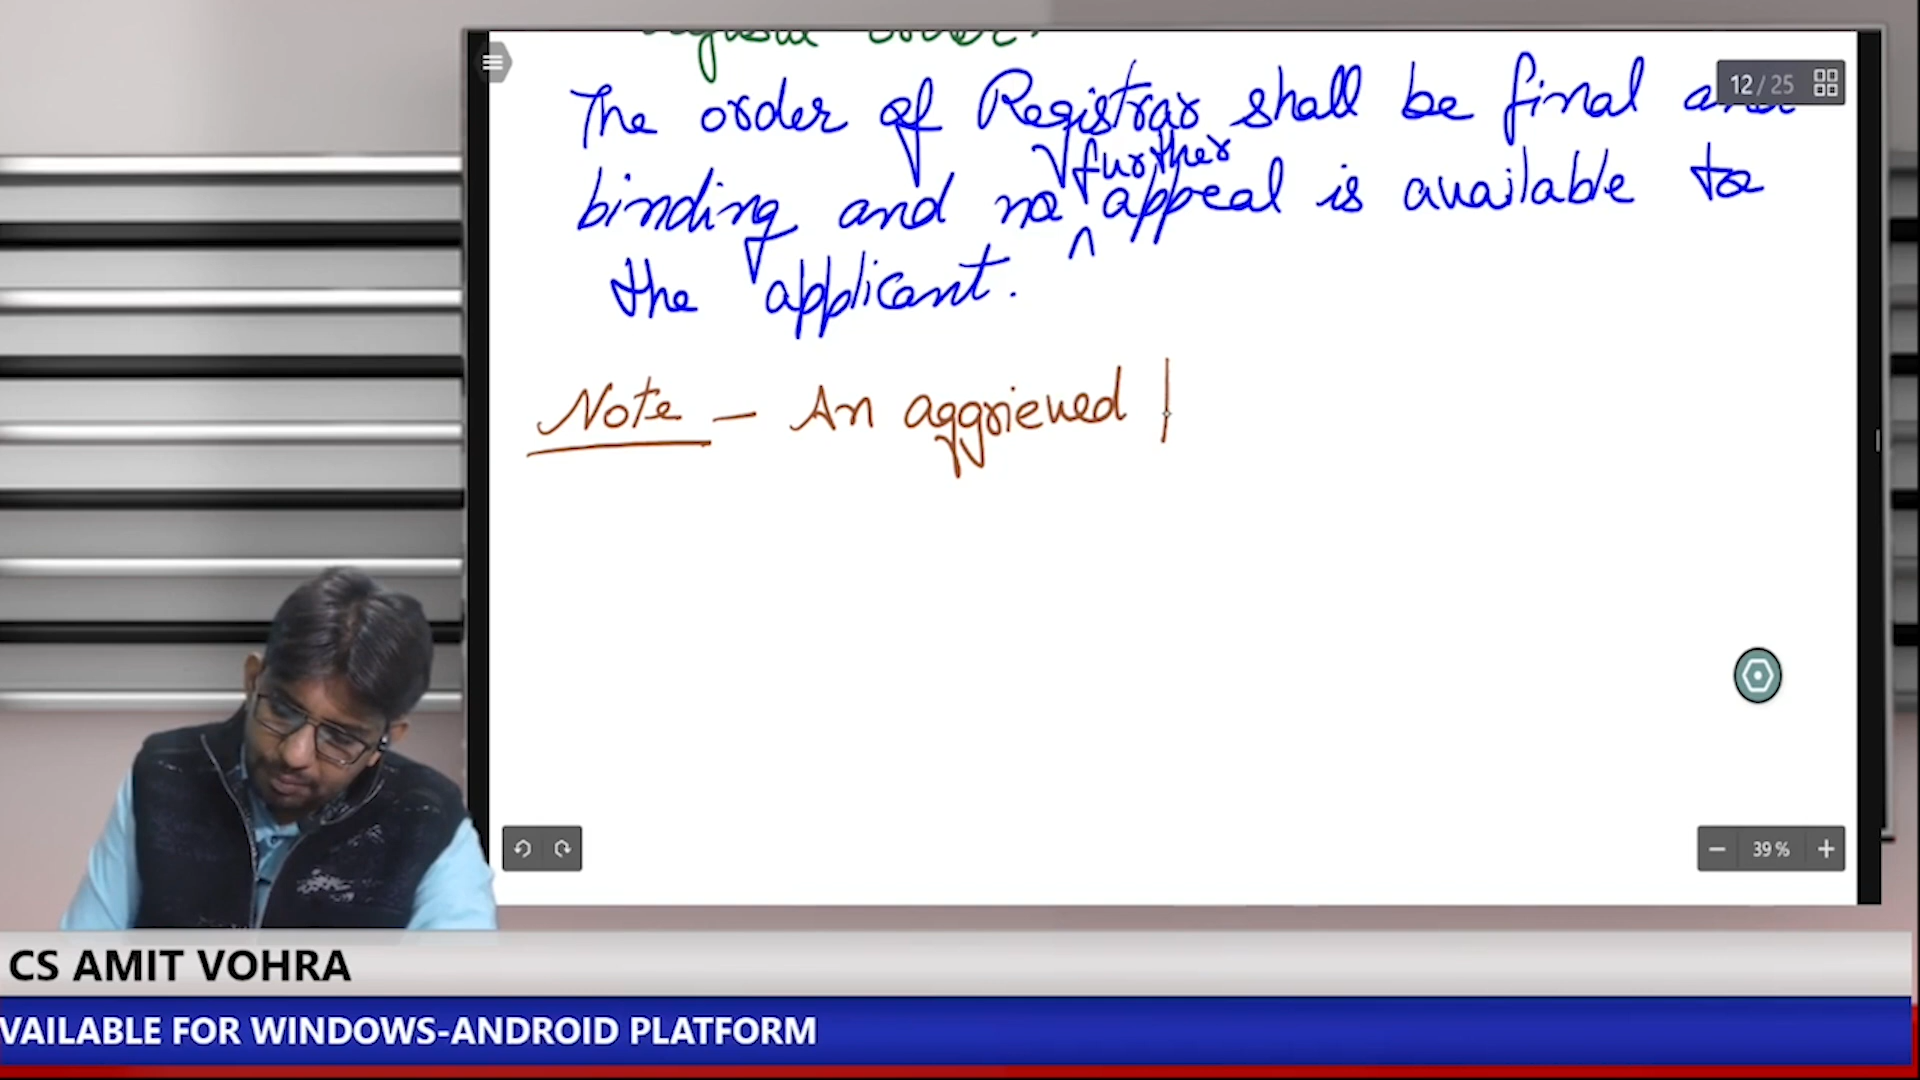 order.
The order of Registrar shall be final and
further
binding and no ^ appeal is available to
the applicant.
Note - An aggrieved
12 / 25
39 %
CS AMIT VOHRA
VAILABLE FOR WINDOWS-ANDROID PLATFORM